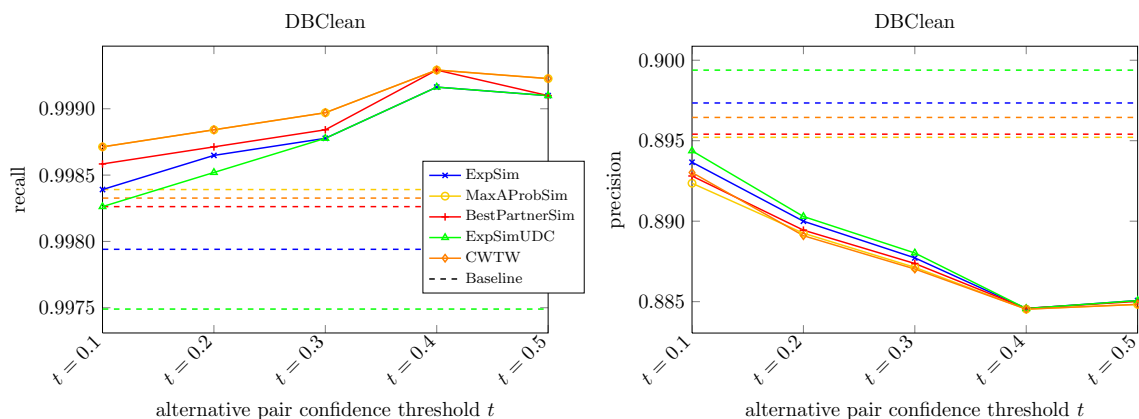 DBClean
recall
0.9990
0.9985
0.9980
0.9975
t = 0.1
t = 0.2
t = 0.3
t = 0.4
t = 0.5
alternative pair confidence threshold t
ExpSim
MaxAProbSim
BestPartnerSim
ExpSimUDC
CWTW
Baseline
DBClean
precision
0.900
0.895
0.890
0.885
t = 0.1
t = 0.2
t = 0.3
t = 0.4
t = 0.5
alternative pair confidence threshold t